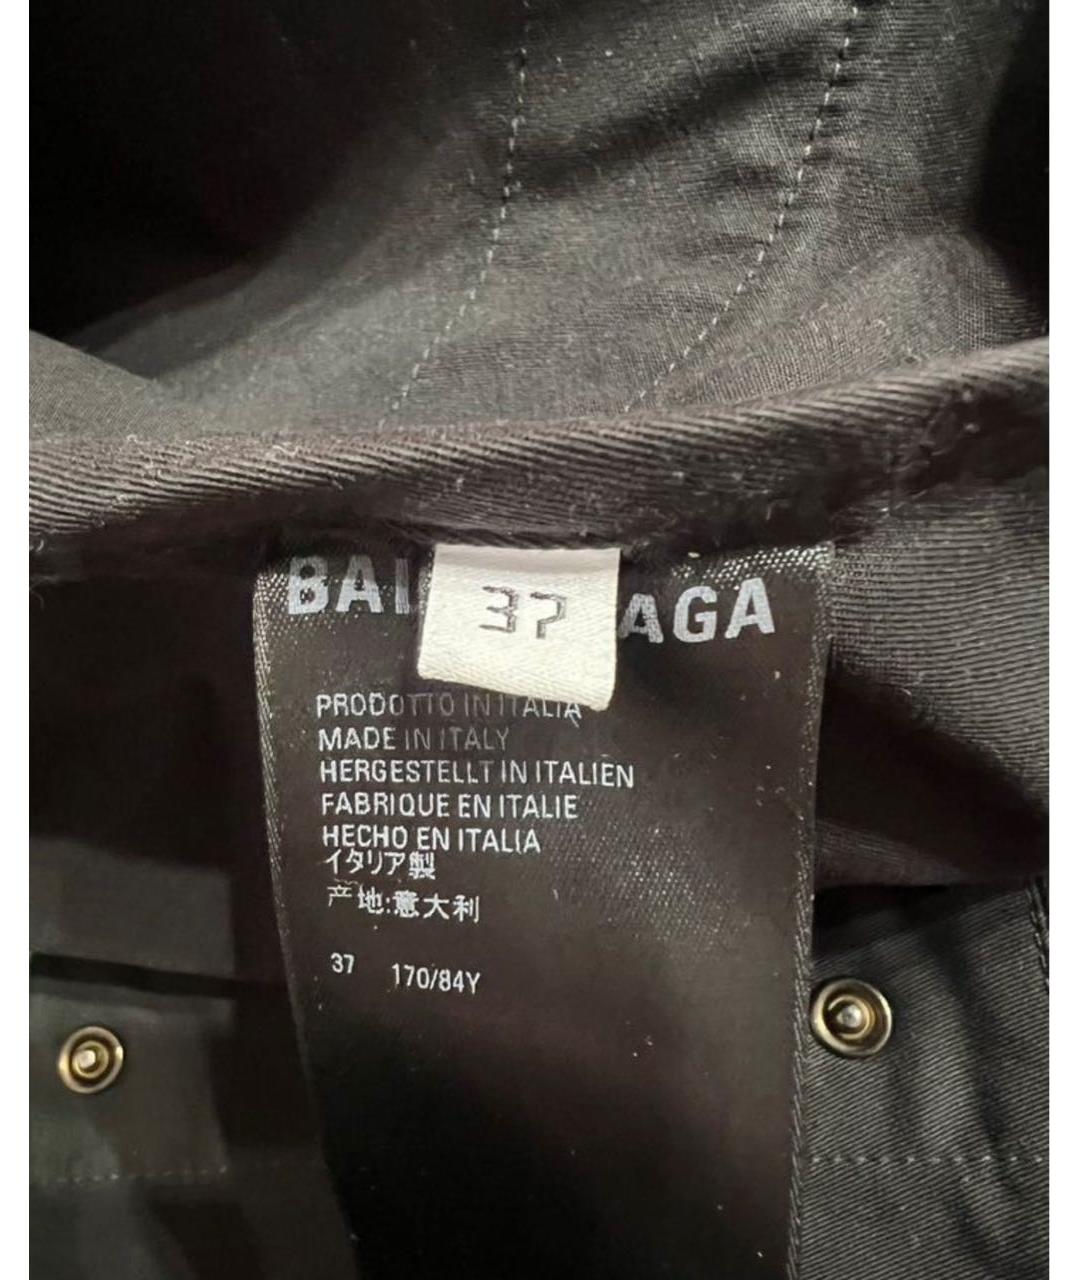 BAL AGA
37
PRODOTTO IN ITALIA
MADE IN ITALY
HERGESTELLT IN ITALIEN
FABRIQUE EN ITALIE
HECHO EN ITALIA
イタリア製
产地:意大利
37 170/84Y